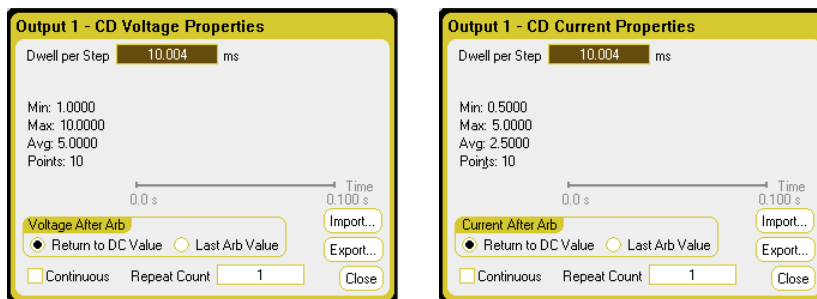 Output 1 - CD Voltage Properties
Dwell per Step 10.004 ms
Min: 1.0000
Max: 10.0000
Avg: 5.0000
Points: 10
Time
0.0 s 0.100 s
Voltage After Arb
Return to DC Value Last Arb Value
Import...
Export...
Continuous Repeat Count 1 Close
Output 1 - CD Current Properties
Dwell per Step 10.004 ms
Min: 0.5000
Max: 5.0000
Avg: 2.5000
Points: 10
Time
0.0 s 0.100 s
Current After Arb
Return to DC Value Last Arb Value
Import...
Export...
Continuous Repeat Count 1 Close